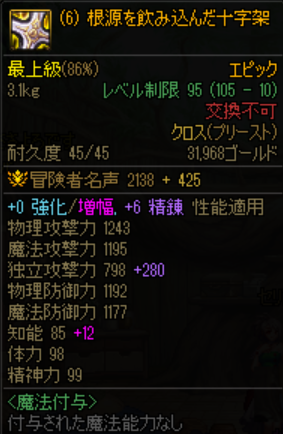 (6) 根源を飲み込んだ十字架
最上級(86%) エピック
3.1kg レベル制限 95 (105 - 10)
交換不可
クロス(プリースト)
耐久度 45/45 31,968ゴールド
冒険者名声 2138 + 425
+0 強化/増幅, +6 精錬 性能適用
物理攻撃力 1243
魔法攻撃力 1195
独立攻撃力 798 +280
物理防御力 1192
魔法防御力 1177
知能 85 +12
体力 98
精神力 99
<魔法付与>
付与された魔法能力なし